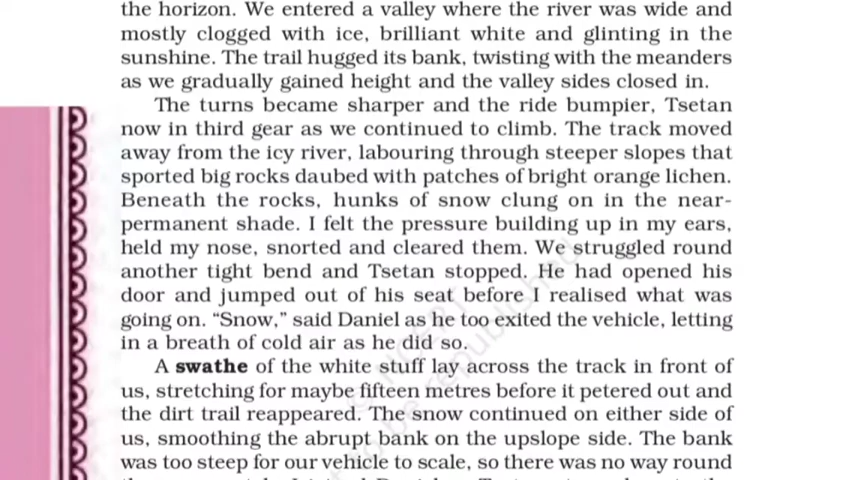 the horizon. We entered a valley where the river was wide and
mostly clogged with ice, brilliant white and glinting in the
sunshine. The trail hugged its bank, twisting with the meanders
as we gradually gained height and the valley sides closed in.
The turns became sharper and the ride bumpier, Tsetan
now in third gear as we continued to climb. The track moved
away from the icy river, labouring through steeper slopes that
sported big rocks daubed with patches of bright orange lichen.
Beneath the rocks, hunks of snow clung on in the near-
permanent shade. I felt the pressure building up in my ears,
held my nose, snorted and cleared them. We struggled round
another tight bend and Tsetan stopped. He had opened his
door and jumped out of his seat before I realised what was
going on. “Snow,” said Daniel as he too exited the vehicle, letting
in a breath of cold air as he did so.
A swathe of the white stuff lay across the track in front of
us, stretching for maybe fifteen metres before it petered out and
the dirt trail reappeared. The snow continued on either side of
us, smoothing the abrupt bank on the upslope side. The bank
was too steep for our vehicle to scale, so there was no way round